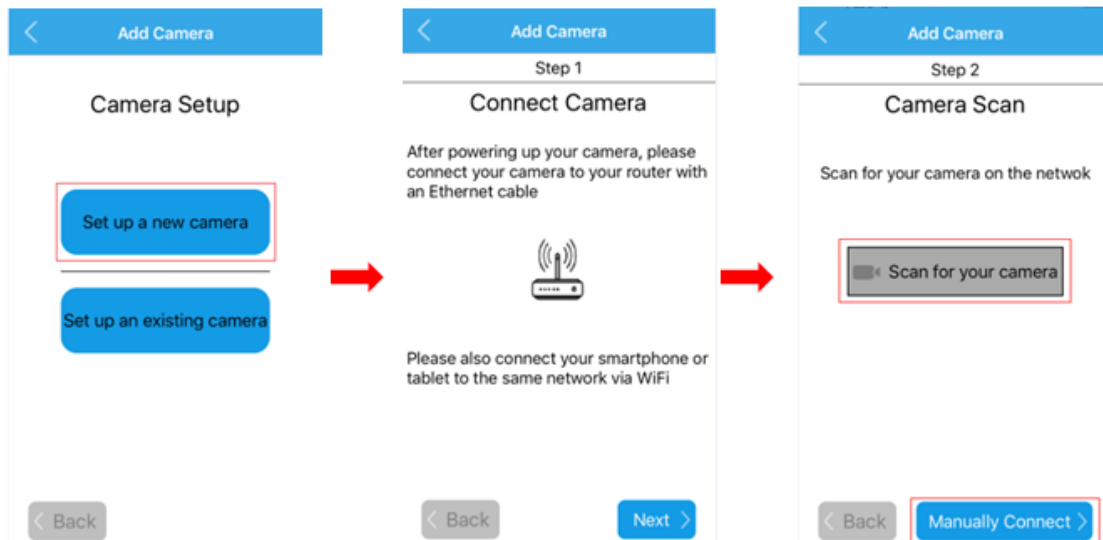 Add Camera
Camera Setup
Set up a new camera
Set up an existing camera
Back
Add Camera
Step 1
Connect Camera
After powering up your camera, please
connect your camera to your router with
an Ethernet cable
Please also connect your smartphone or
tablet to the same network via WiFi
Back
Next
Add Camera
Step 2
Camera Scan
Scan for your camera on the netwok
Scan for your camera
Back
Manually Connect